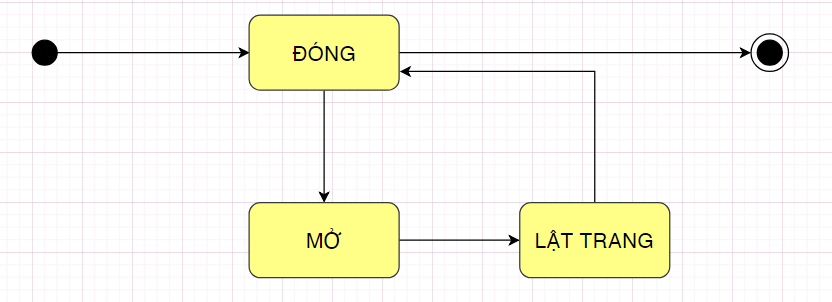 ĐÓNG
MỞ
LẬT TRANG